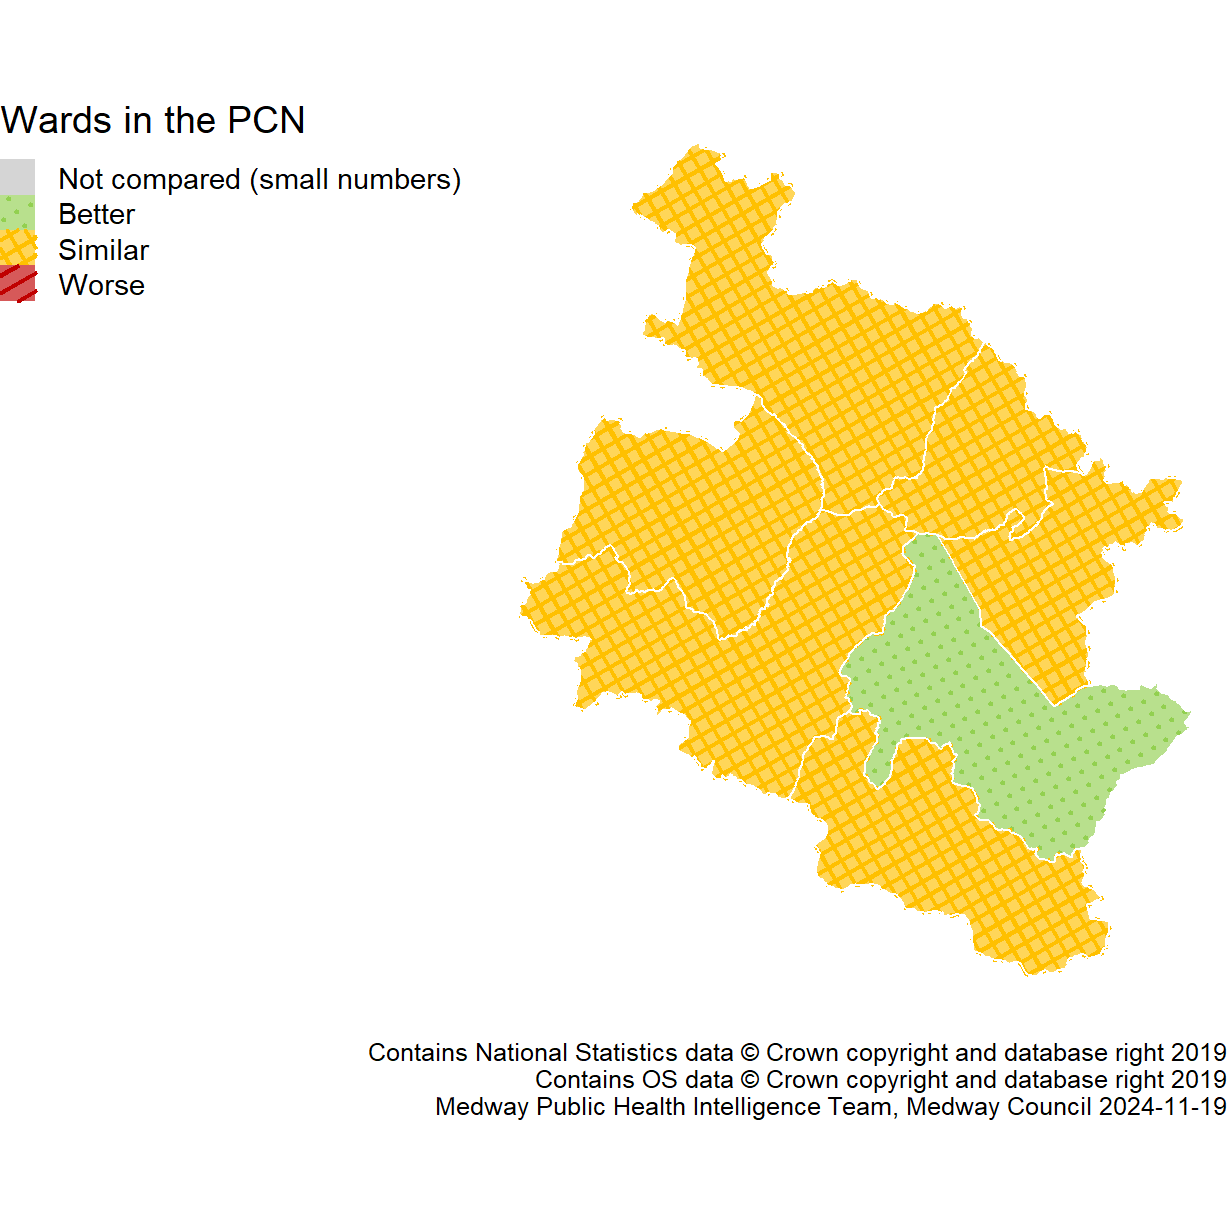 Wards in the PCN
Not compared (small numbers)
Better
Similar
Worse
Contains National Statistics data © Crown copyright and database right 2019
Contains OS data © Crown copyright and database right 2019
Medway Public Health Intelligence Team, Medway Council 2024-11-19